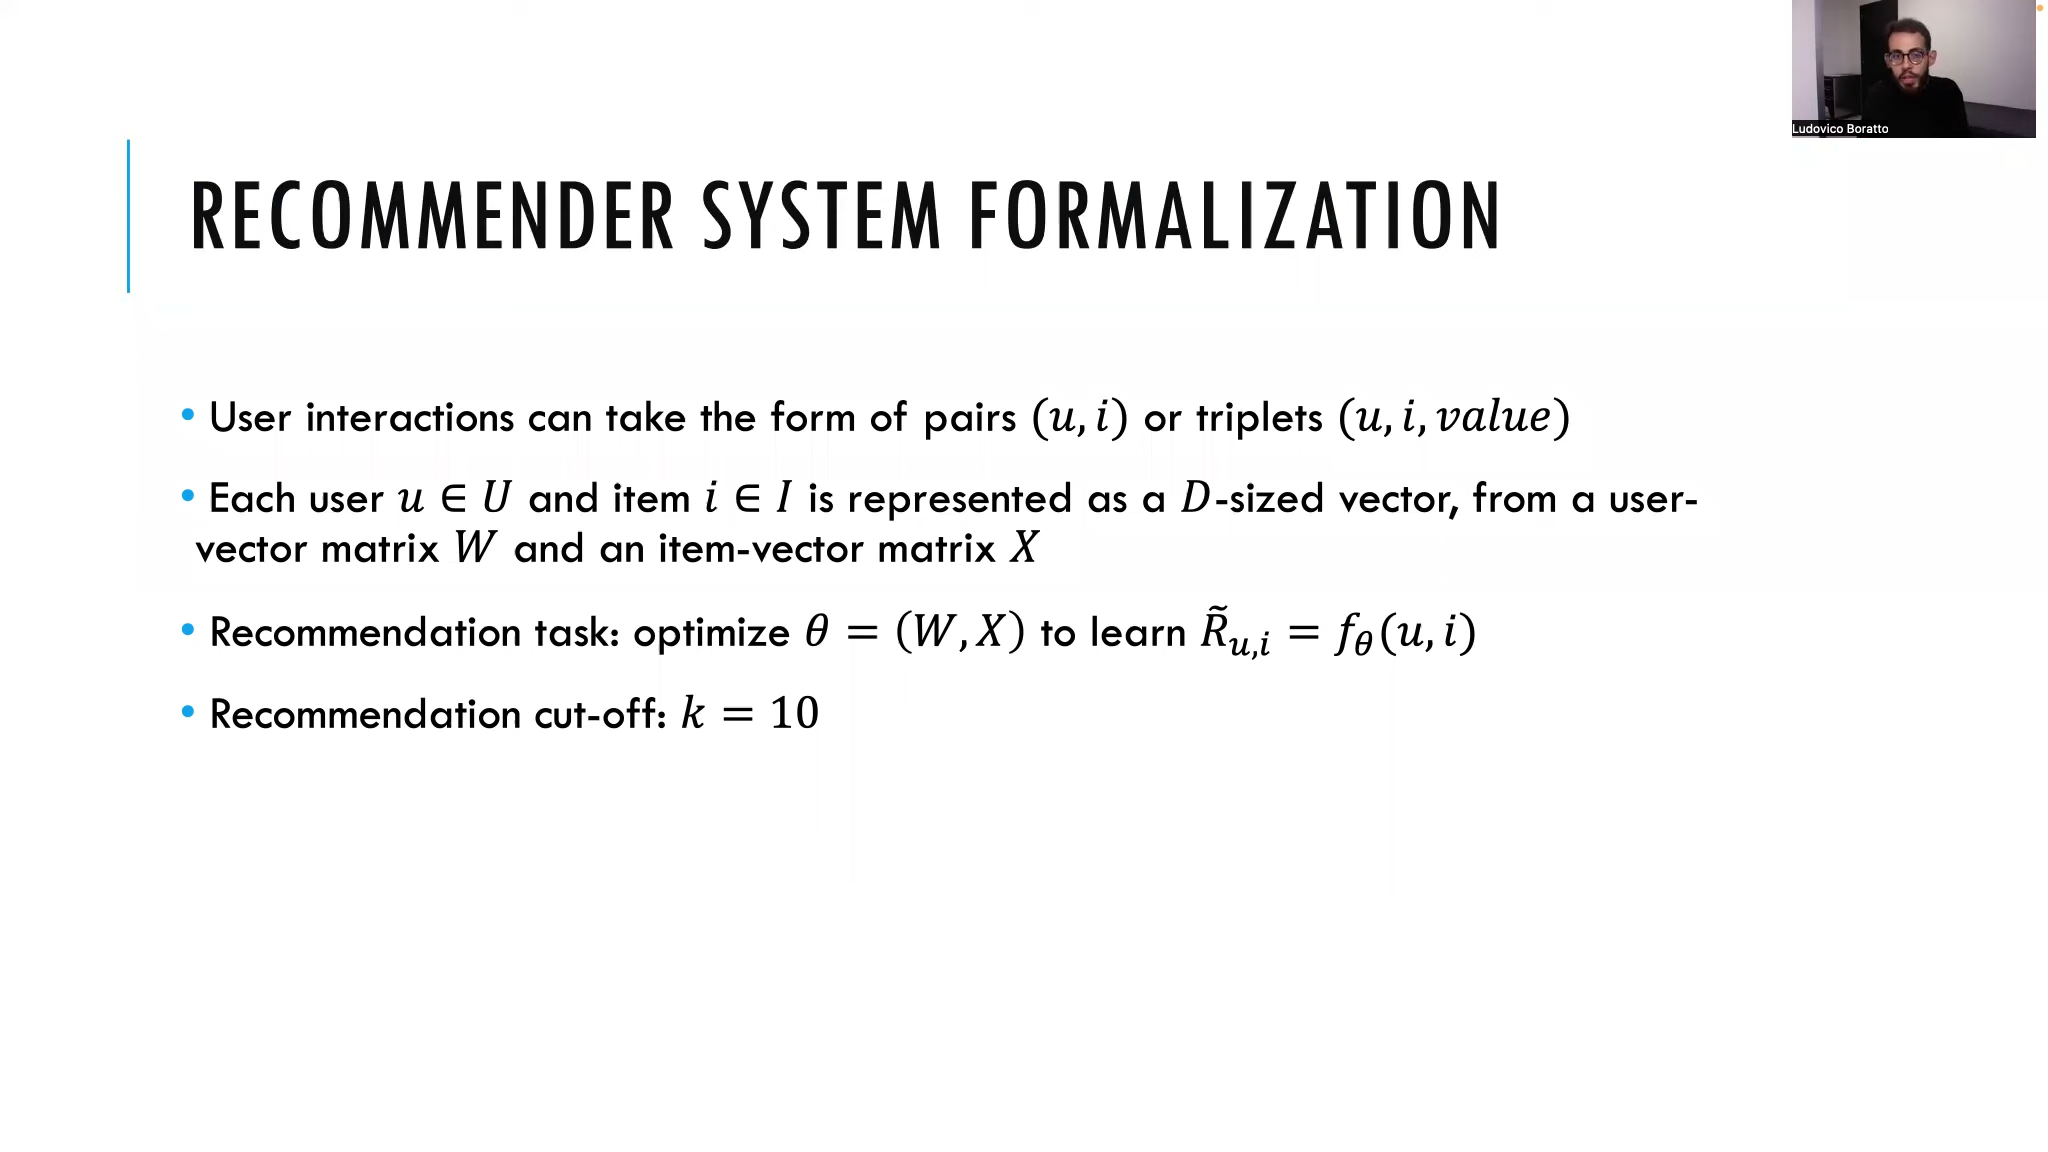 Ludovico Boratto
RECOMMENDER SYSTEM FORMALIZATION
• User interactions can take the form of pairs (u, i) or triplets (u, i, value)
• Each user u ∈ U and item i ∈ I is represented as a D-sized vector, from a user-
vector matrix W and an item-vector matrix X
• Recommendation task: optimize θ = (W, X) to learn R̃u,i = fθ(u, i)
• Recommendation cut-off: k = 10